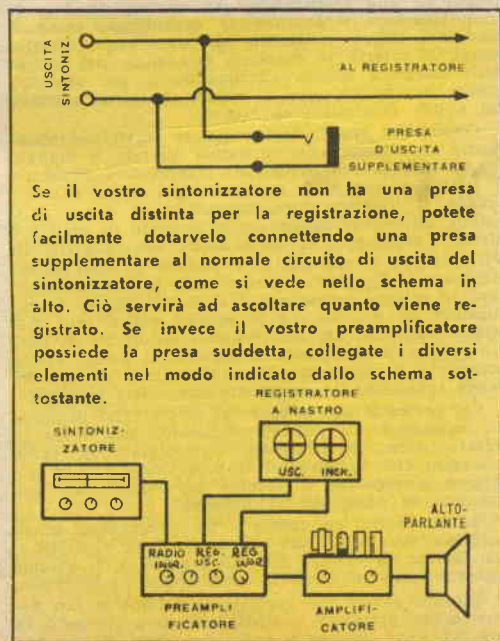 USCITA
SINTONIZ.
AL REGISTRATORE
PRESA
D'USCITA
SUPPLEMENTARE
Se il vostro sintonizzatore non ha una presa
di uscita distinta per la registrazione, potete
facilmente dotarvelo connettendo una presa
supplementare al normale circuito di uscita del
sintonizzatore, come si vede nello schema in
alto. Ciò servirà ad ascoltare quanto viene re-
gistrato. Se invece il vostro preamplificatore
possiede la presa suddetta, collegate i diversi
elementi nel modo indicato dallo schema sot-
tostante.
REGISTRATORE
A NASTRO
USC. INCR.
SINTONIZ-
ZATORE
RADIO REG. REG
INGR. USC. INGR
PREAMPLI
FICATORE
AMPLIFI-
CATORE
ALTO-
PARLANTE